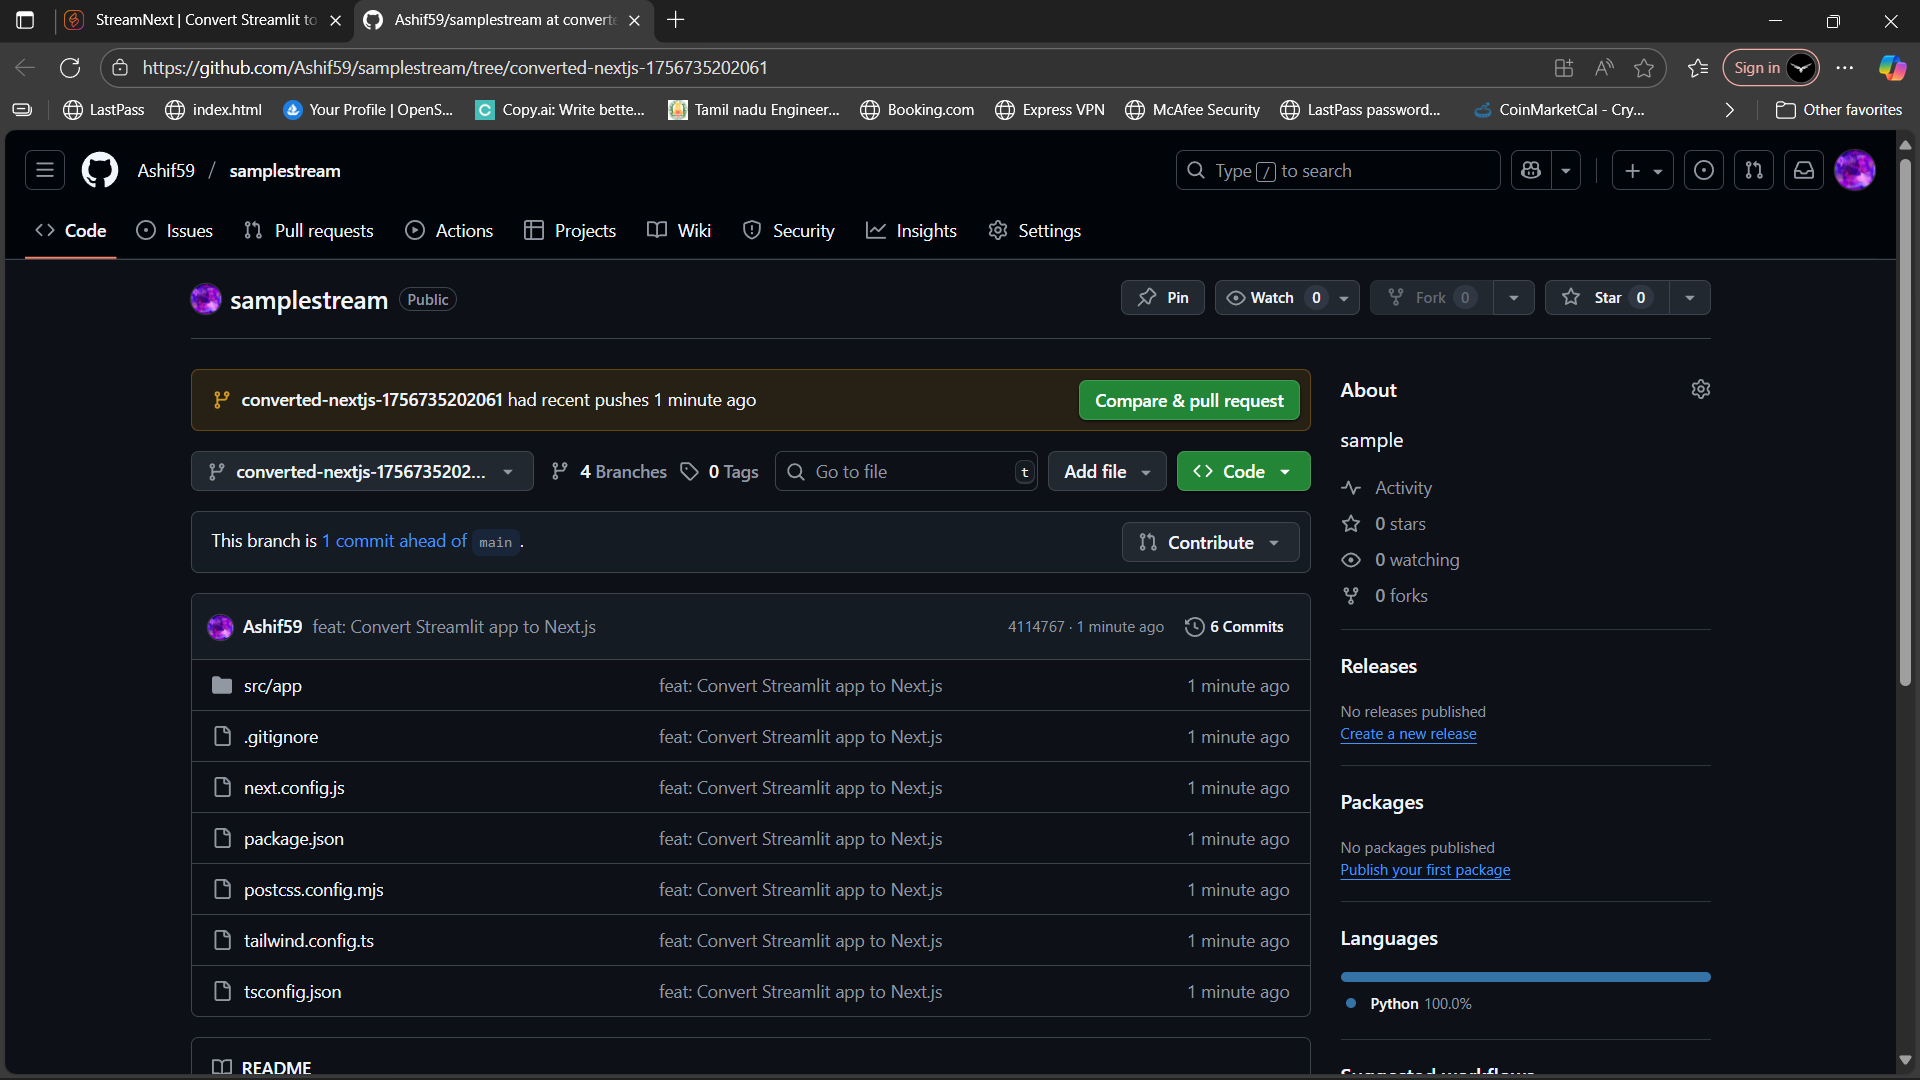 StreamNext | Convert Streamlit to
Ashif59/samplestream at converte
https://github.com/Ashif59/samplestream/tree/converted-nextjs-1756735202061
Sign in
LastPass
index.html
Your Profile | OpenS...
Copy.ai: Write bette...
Tamil nadu Engineer...
Booking.com
Express VPN
McAfee Security
LastPass password...
CoinMarketCal - Cry...
Other favorites
Ashif59 / samplestream
Type / to search
Code
Issues
Pull requests
Actions
Projects
Wiki
Security
Insights
Settings
samplestream
Public
Pin
Watch 0
Fork 0
Star 0
converted-nextjs-1756735202061 had recent pushes 1 minute ago
Compare & pull request
converted-nextjs-1756735202...
4 Branches
0 Tags
Go to file
t
Add file
Code
This branch is 1 commit ahead of main .
Contribute
Ashif59 feat: Convert Streamlit app to Next.js
4114767 · 1 minute ago
6 Commits
src/app feat: Convert Streamlit app to Next.js 1 minute ago
.gitignore feat: Convert Streamlit app to Next.js 1 minute ago
next.config.js feat: Convert Streamlit app to Next.js 1 minute ago
package.json feat: Convert Streamlit app to Next.js 1 minute ago
postcss.config.mjs feat: Convert Streamlit app to Next.js 1 minute ago
tailwind.config.ts feat: Convert Streamlit app to Next.js 1 minute ago
tsconfig.json feat: Convert Streamlit app to Next.js 1 minute ago
README
About
sample
Activity
0 stars
0 watching
0 forks
Releases
No releases published
Create a new release
Packages
No packages published
Publish your first package
Languages
Python 100.0%
Suggested workflows